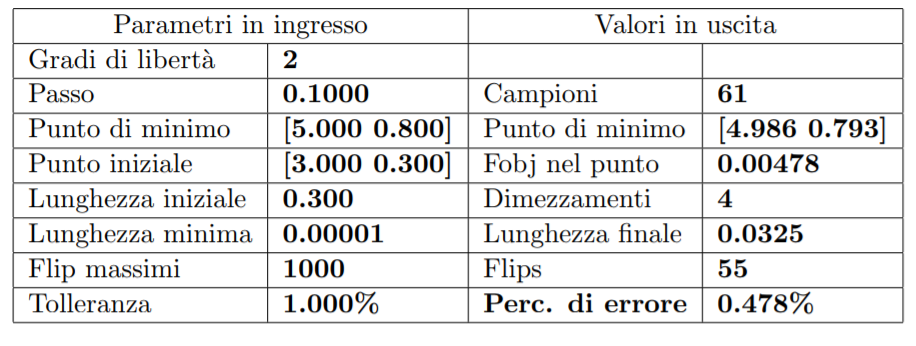 Parametri in ingresso Valori in uscita
Gradi di libertà 2
Passo 0.1000 Campioni 61
Punto di minimo [5.000 0.800] Punto di minimo [4.986 0.793]
Punto iniziale [3.000 0.300] Fobj nel punto 0.00478
Lunghezza iniziale 0.300 Dimezzamenti 4
Lunghezza minima 0.00001 Lunghezza finale 0.0325
Flip massimi 1000 Flips 55
Tolleranza 1.000% Perc. di errore 0.478%